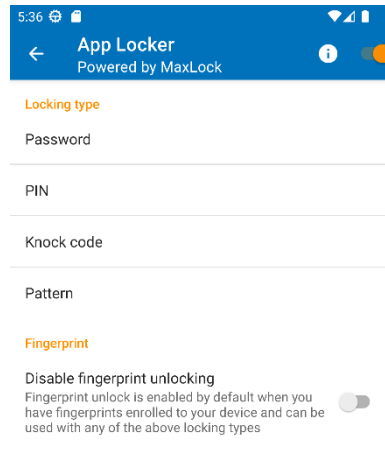 5:36
App Locker
Powered by MaxLock
Locking type
Password
PIN
Knock code
Pattern
Fingerprint
Disable fingerprint unlocking
Fingerprint unlock is enabled by default when you
have fingerprints enrolled to your device and can be
used with any of the above locking types